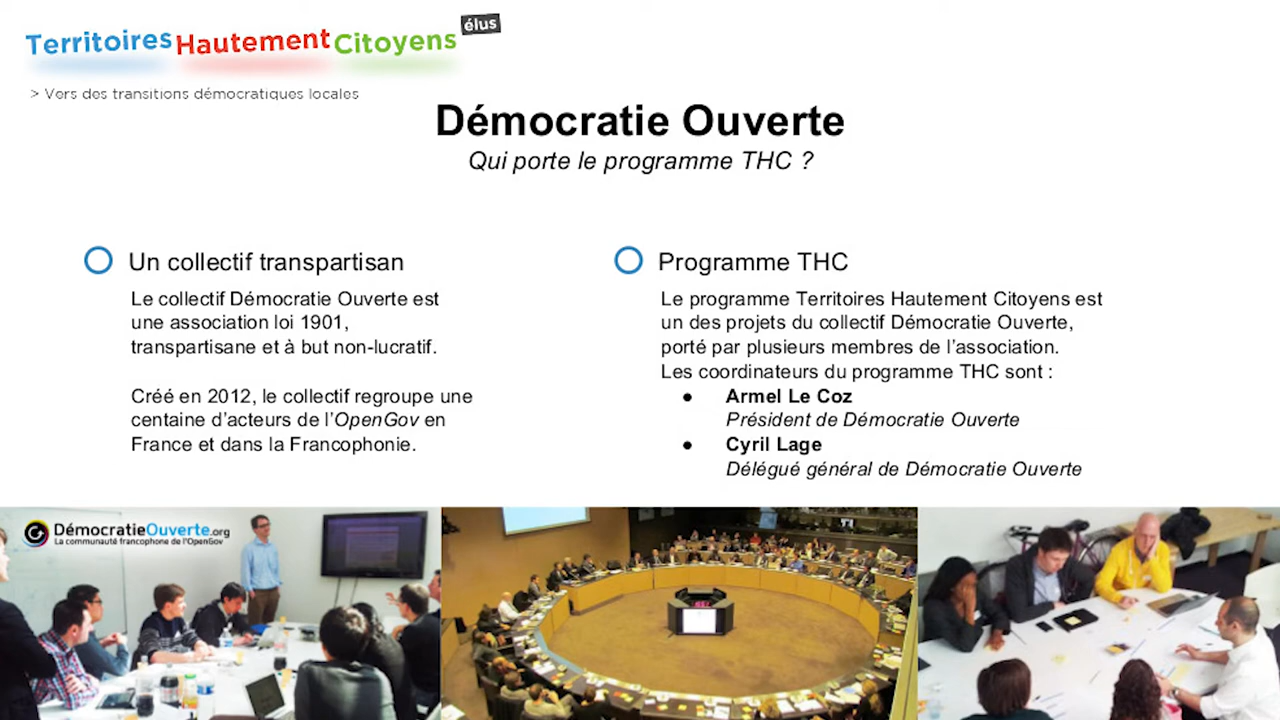 Territoires Hautement Citoyens élus
> Vers des transitions démocratiques locales
Démocratie Ouverte
Qui porte le programme THC ?
Un collectif transpartisan
Le collectif Démocratie Ouverte est
une association loi 1901,
transpartisane et à but non-lucratif.
Créé en 2012, le collectif regroupe une
centaine d'acteurs de l'OpenGov en
France et dans la Francophonie.
Programme THC
Le programme Territoires Hautement Citoyens est
un des projets du collectif Démocratie Ouverte,
porté par plusieurs membres de l'association.
Les coordinateurs du programme THC sont :
● Armel Le Coz
Président de Démocratie Ouverte
● Cyril Lage
Délégué général de Démocratie Ouverte
DémocratieOuverte.org
La communauté francophone de l'OpenGov